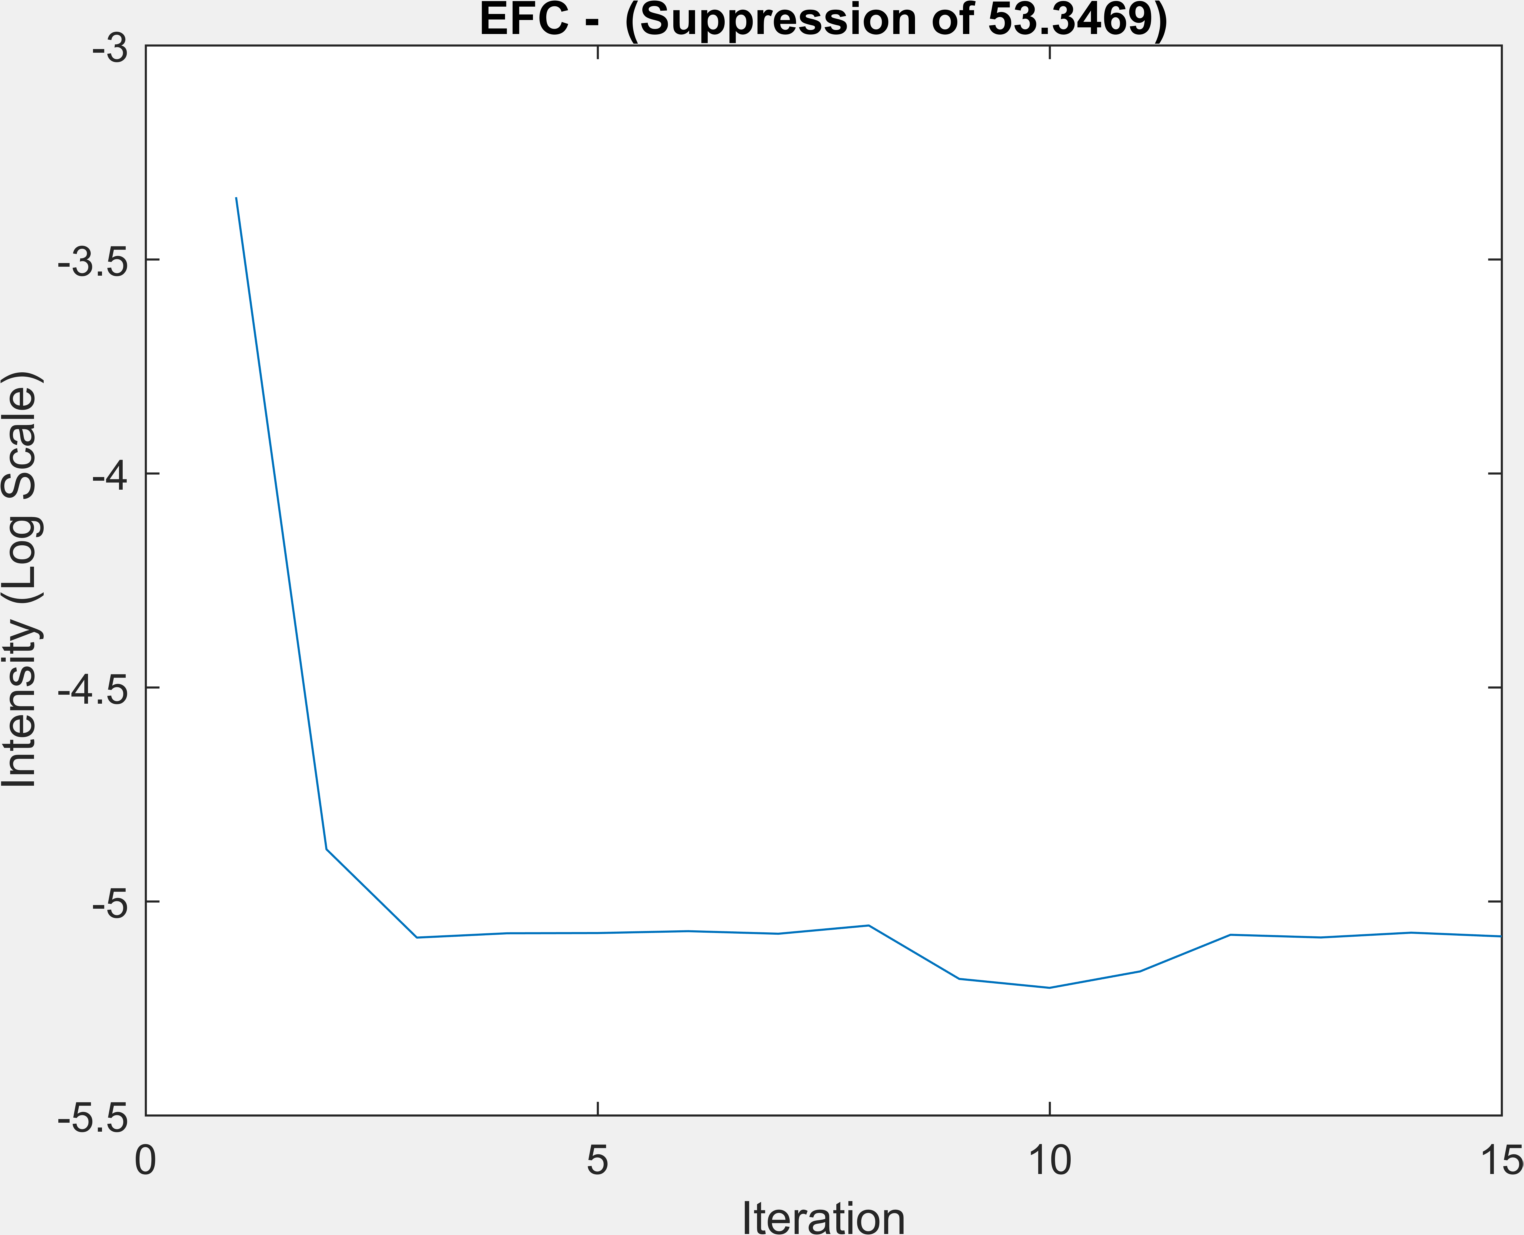 EFC -  (Suppression of 53.3469)
-3
-3.5
-4
-4.5
-5
-5.5
Intensity (Log Scale)
0 5 10 15
Iteration